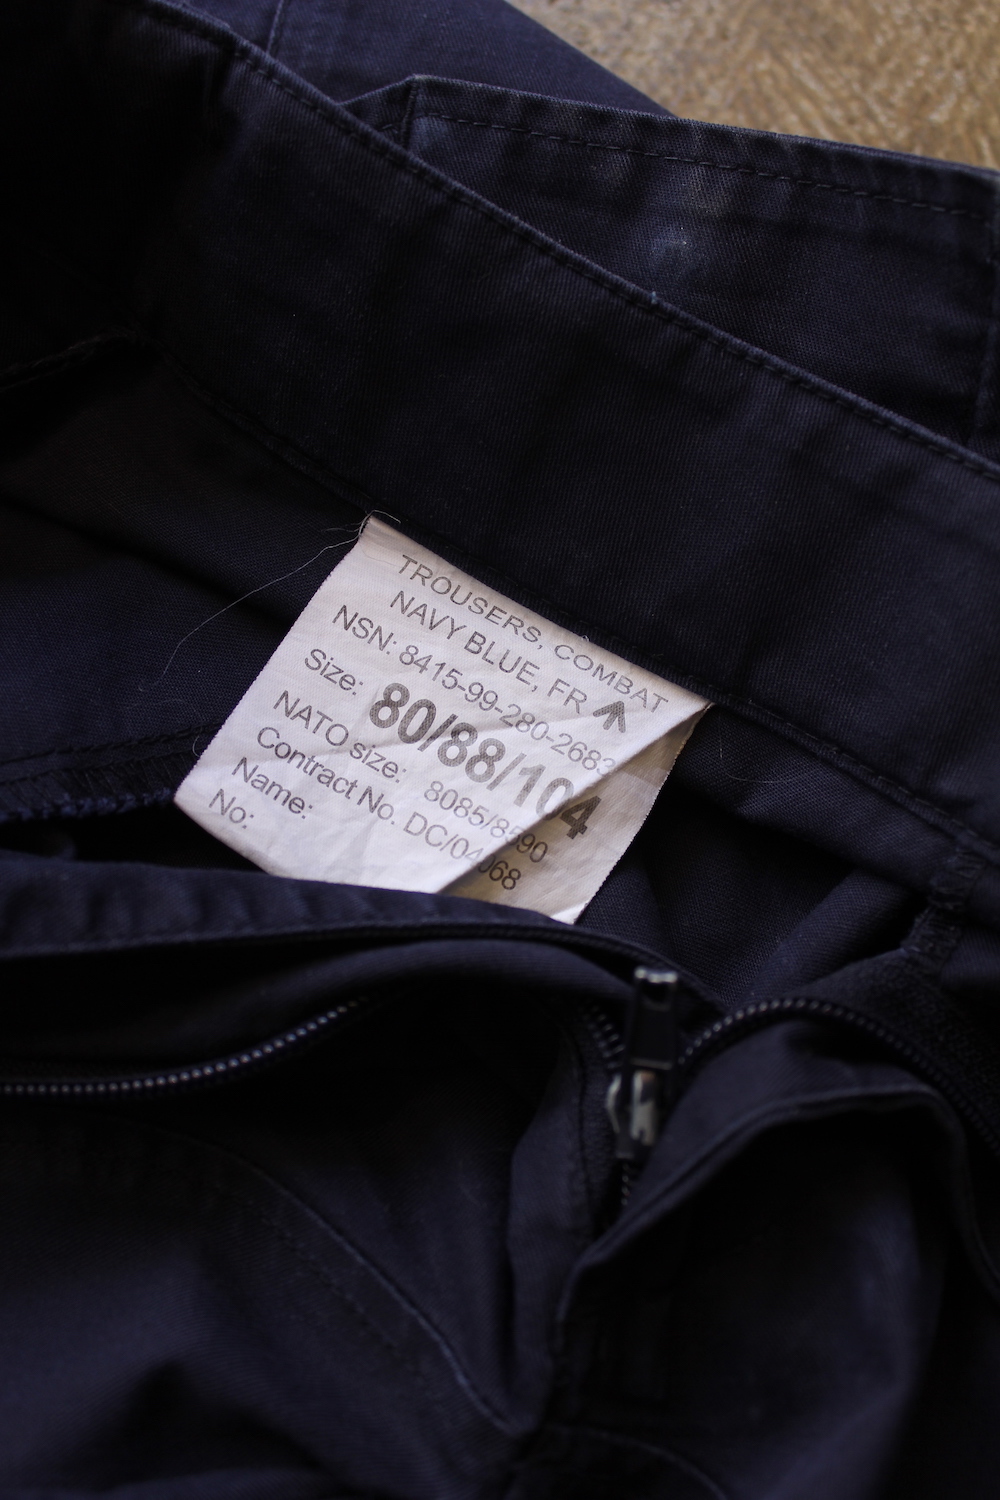 TROUSERS, COMBAT
NAVY BLUE, FR
NSN: 8415-99-280-2683
Size: 80/88/104
NATO size: 8085/8590
Contract No. DC/04068
Name:
No: